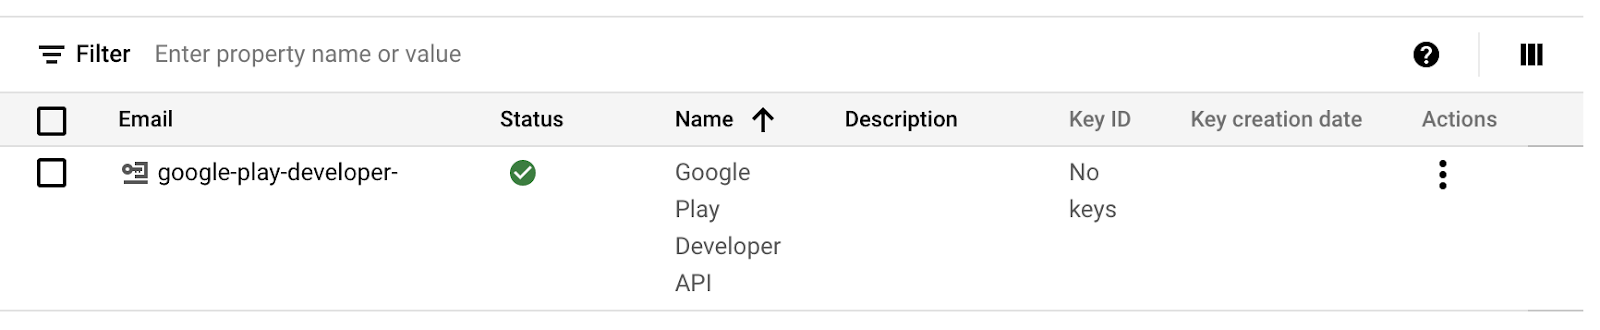 Filter Enter property name or value
Email Status Name Description Key ID Key creation date Actions
google-play-developer- Google No
Play keys
Developer
API